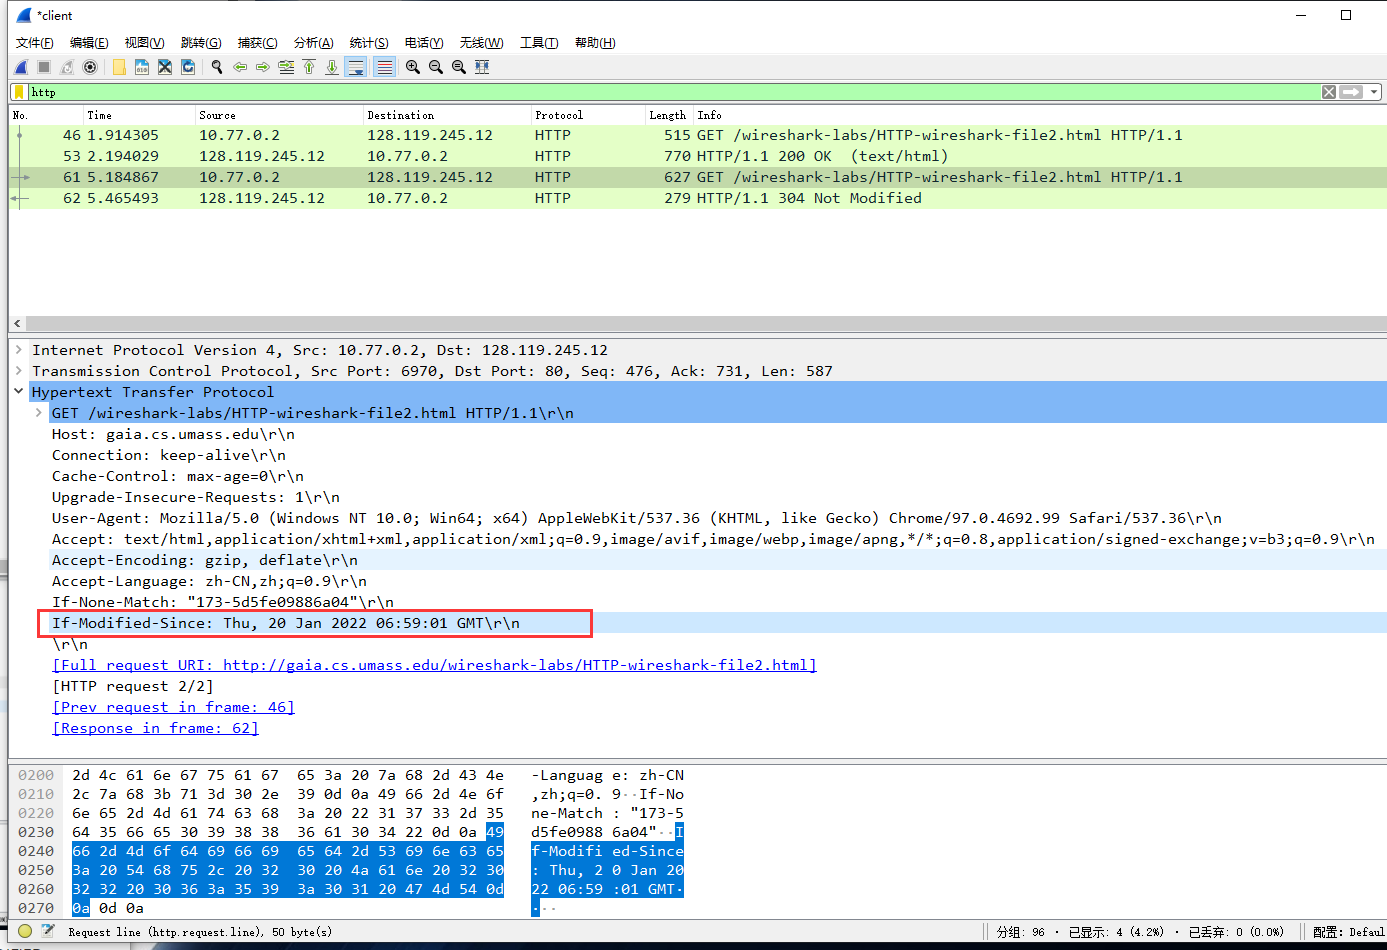 *client
文件(F) 编辑(E) 视图(V) 跳转(G) 捕获(C) 分析(A) 统计(S) 电话(Y) 无线(W) 工具(T) 帮助(H)
http
No. Time Source Destination Protocol Length Info
46 1.914305 10.77.0.2 128.119.245.12 HTTP 515 GET /wireshark-labs/HTTP-wireshark-file2.html HTTP/1.1
53 2.194029 128.119.245.12 10.77.0.2 HTTP 770 HTTP/1.1 200 OK (text/html)
61 5.184867 10.77.0.2 128.119.245.12 HTTP 627 GET /wireshark-labs/HTTP-wireshark-file2.html HTTP/1.1
62 5.465493 128.119.245.12 10.77.0.2 HTTP 279 HTTP/1.1 304 Not Modified
Internet Protocol Version 4, Src: 10.77.0.2, Dst: 128.119.245.12
Transmission Control Protocol, Src Port: 6970, Dst Port: 80, Seq: 476, Ack: 731, Len: 587
Hypertext Transfer Protocol
GET /wireshark-labs/HTTP-wireshark-file2.html HTTP/1.1\r\n
Host: gaia.cs.umass.edu\r\n
Connection: keep-alive\r\n
Cache-Control: max-age=0\r\n
Upgrade-Insecure-Requests: 1\r\n
User-Agent: Mozilla/5.0 (Windows NT 10.0; Win64; x64) AppleWebKit/537.36 (KHTML, like Gecko) Chrome/97.0.4692.99 Safari/537.36\r\n
Accept: text/html,application/xhtml+xml,application/xml;q=0.9,image/avif,image/webp,image/apng,*/*;q=0.8,application/signed-exchange;v=b3;q=0.9\r\n
Accept-Encoding: gzip, deflate\r\n
Accept-Language: zh-CN,zh;q=0.9\r\n
If-None-Match: "173-5d5fe09886a04"\r\n
If-Modified-Since: Thu, 20 Jan 2022 06:59:01 GMT\r\n
\r\n
[Full request URI: http://gaia.cs.umass.edu/wireshark-labs/HTTP-wireshark-file2.html]
[HTTP request 2/2]
[Prev request in frame: 46]
[Response in frame: 62]
0200 2d 4c 61 6e 67 75 61 67 65 3a 20 7a 68 2d 43 4e -Languag e: zh-CN
0210 2c 7a 68 3b 71 3d 30 2e 39 0d 0a 49 66 2d 4e 6f ,zh;q=0. 9··If-No
0220 6e 65 2d 4d 61 74 63 68 3a 20 22 31 37 33 2d 35 ne-Match : "173-5
0230 64 35 66 65 30 39 38 38 36 61 30 34 22 0d 0a 49 d5fe0988 6a04"··I
0240 66 2d 4d 6f 64 69 66 69 65 64 2d 53 69 6e 63 65 f-Modifi ed-Since
0250 3a 20 54 68 75 2c 20 32 30 20 4a 61 6e 20 32 30 : Thu, 2 0 Jan 20
0260 32 32 20 30 36 3a 35 39 3a 30 31 20 47 4d 54 0d 22 06:59 :01 GMT·
0270 0a 0d 0a ···
Request line (http.request.line), 50 byte(s) 分组: 96 · 已显示: 4 (4.2%) · 已丢弃: 0 (0.0%) 配置: Defaul